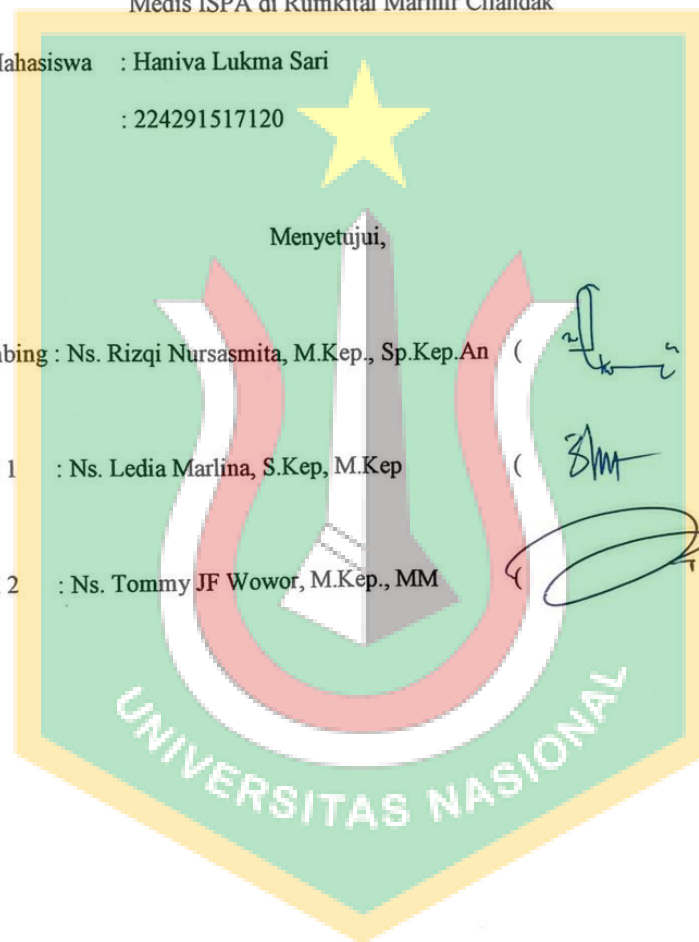 Medis ISPA di Rumkital Marinir Cilandak
Mahasiswa : Haniva Lukma Sari
: 224291517120
Menyetujui,
bing : Ns. Rizqi Nursasmita, M.Kep., Sp.Kep.An (
1 : Ns. Ledia Marlina, S.Kep, M.Kep (
2 : Ns. Tommy JF Wowor, M.Kep., MM (
UNIVERSITAS NASIONAL